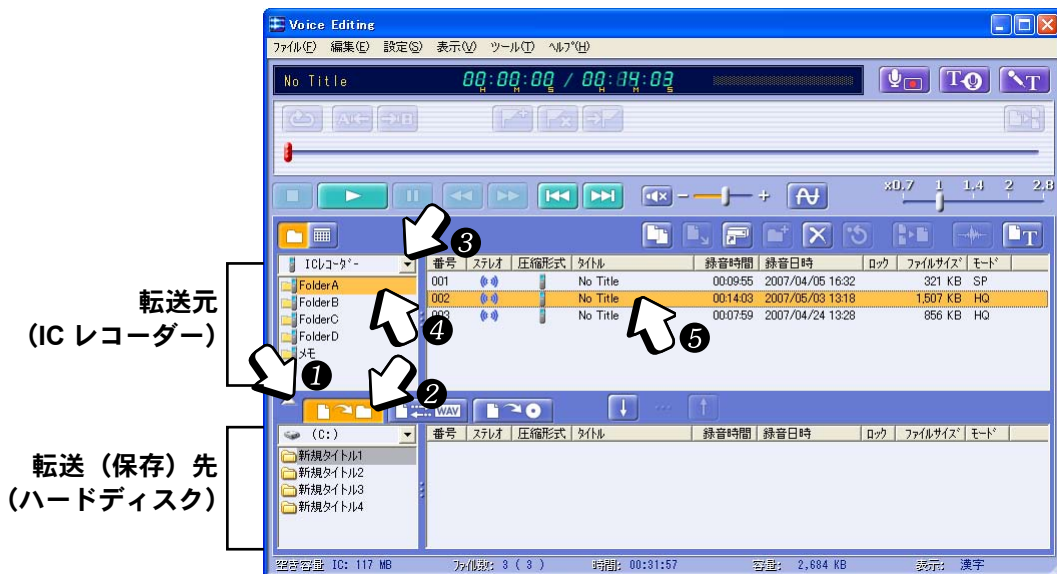 Voice Editing
ファイル(F) 編集(E) 設定(S) 表示(V) ツール(T) ヘルプ(H)
No Title 00:00:00 / 00:14:03
H M S H M S
T T
A B
- + x0.7 1 1.4 2 2.8
T
❸
転送元
(IC レコーダー)
ICレコーダー 番号 ステレオ 圧縮形式 タイトル 録音時間 録音日時 ロック ファイルサイズ モード
FolderA 001 No Title 00:09:55 2007/04/05 16:32 321 KB SP
FolderB 002 No Title 00:14:03 2007/05/03 13:18 1,507 KB HQ
FolderC 003 No Title 00:07:59 2007/04/24 13:28 856 KB HQ
FolderD ❹ ❺
メモ
❶ ❷
WAV
転送(保存)先
(ハードディスク)
(C:) 番号 ステレオ 圧縮形式 タイトル 録音時間 録音日時 ロック ファイルサイズ モード
新規タイトル1
新規タイトル2
新規タイトル3
新規タイトル4
空き容量 IC: 117 MB ファイル数: 3 ( 3 ) 時間: 00:31:57 容量: 2,684 KB 表示: 漢字